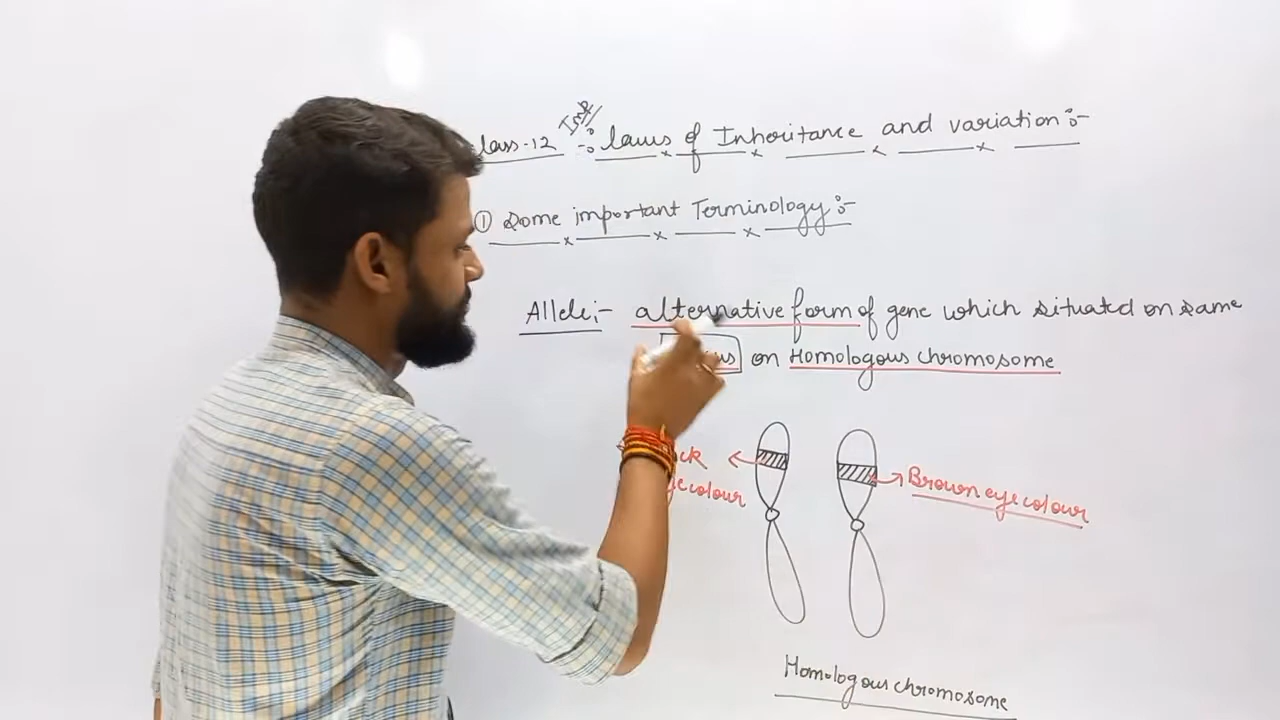 lass-12 :- laws of Inheritance and variation :-
Imp
① Some important Terminology :-
Allele :- alternative form of gene which situated on same
on Homologous chromosome
Brown eye colour
colour
Homologous chromosome